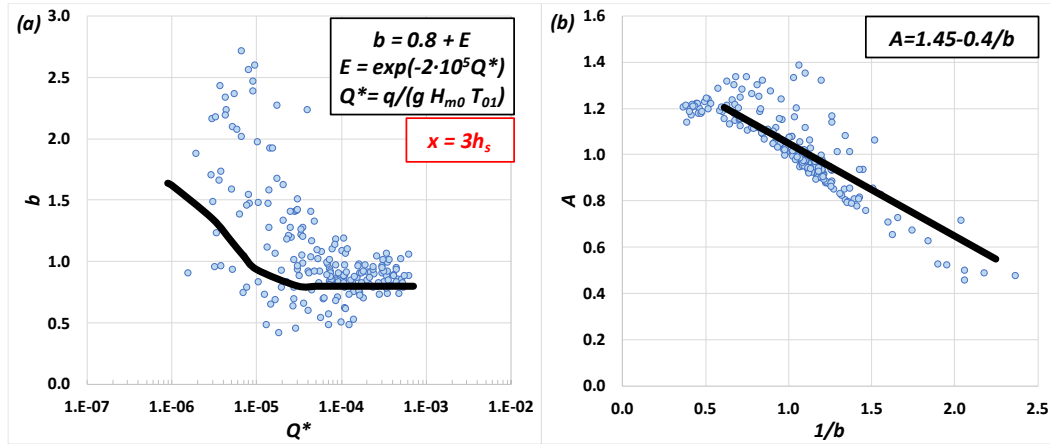 (a)
b = 0.8 + E
E = exp(-2·10⁵Q*)
Q*= q/(g Hₘ₀ T₀₁)
x = 3hₛ
3.0
2.5
2.0
1.5
1.0
0.5
0.0
b
1.E-07 1.E-06 1.E-05 1.E-04 1.E-03 1.E-02
Q*
(b)
A=1.45-0.4/b
1.6
1.4
1.2
1.0
0.8
0.6
0.4
0.2
0.0
A
0.0 0.5 1.0 1.5 2.0 2.5
1/b